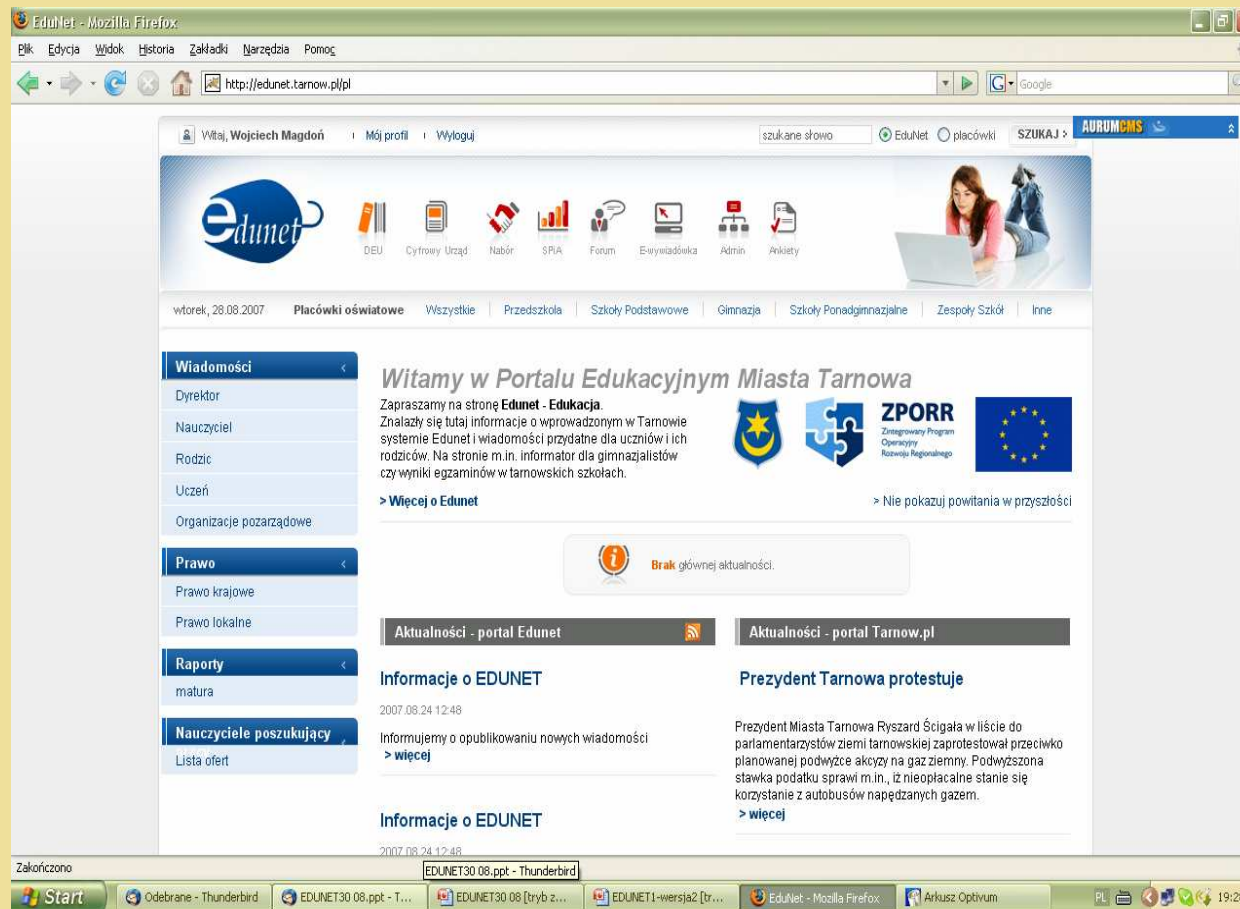 EduNet - Mozilla Firefox
Plik Edycja Widok Historia Zakładki Narzędzia Pomoc
http://edunet.tarnow.pl/pl
Google
Witaj, Wojciech Magdoń Mój profil Wyloguj
szukane słowo EduNet placówki SZUKAJ >
AURUMCMS
edunet
DEU Cyfrowy Urząd Nabór SPiA Forum E-wywiadówka Admin Ankiety
wtorek, 28.08.2007 Placówki oświatowe Wszystkie Przedszkola Szkoły Podstawowe Gimnazja Szkoły Ponadgimnazjalne Zespoły Szkół Inne
Wiadomości
Dyrektor
Nauczyciel
Rodzic
Uczeń
Organizacje pozarządowe
Prawo
Prawo krajowe
Prawo lokalne
Raporty
matura
Nauczyciele poszukujący
Lista ofert
Witamy w Portalu Edukacyjnym Miasta Tarnowa
Zapraszamy na stronę Edunet - Edukacja.
Znalazły się tutaj informacje o wprowadzonym w Tarnowie
systemie Edunet i wiadomości przydatne dla uczniów i ich
rodziców. Na stronie m.in. informator dla gimnazjalistów
czy wyniki egzaminów w tarnowskich szkołach.
> Więcej o Edunet
ZPORR
Zintegrowany Program
Operacyjny
Rozwoju Regionalnego
> Nie pokazuj powitania w przyszłości
Brak głównej aktualności.
Aktualności - portal Edunet
Informacje o EDUNET
2007.08.24 12:48
Informujemy o opublikowaniu nowych wiadomości
> więcej
Informacje o EDUNET
2007.08.24 12:48
Aktualności - portal Tarnow.pl
Prezydent Tarnowa protestuje
Prezydent Miasta Tarnowa Ryszard Ścigała w liście do
parlamentarzystów ziemi tarnowskiej zaprotestował przeciwko
planowanej podwyżce akcyzy na gaz ziemny. Podwyższona
stawka podatku sprawi m.in., iż nieopłacalne stanie się
korzystanie z autobusów napędzanych gazem.
> więcej
Zakończono
EDUNET30 08.ppt - Thunderbird
Start Odebrane - Thunderbird EDUNET30 08.ppt - T... EDUNET30 08 [tryb z... EDUNET1-wersja2 [tr... EduNet - Mozilla Firefox Arkusz Optivum PL